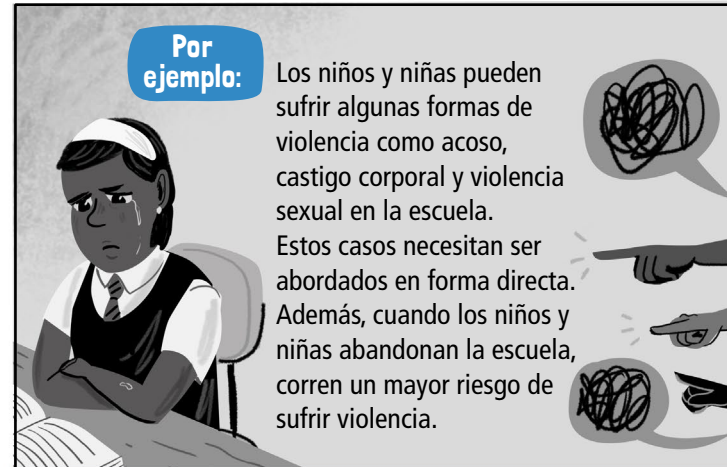 Por
ejemplo:
Los niños y niñas pueden
sufrir algunas formas de
violencia como acoso,
castigo corporal y violencia
sexual en la escuela.
Estos casos necesitan ser
abordados en forma directa.
Además, cuando los niños y
niñas abandonan la escuela,
corren un mayor riesgo de
sufrir violencia.